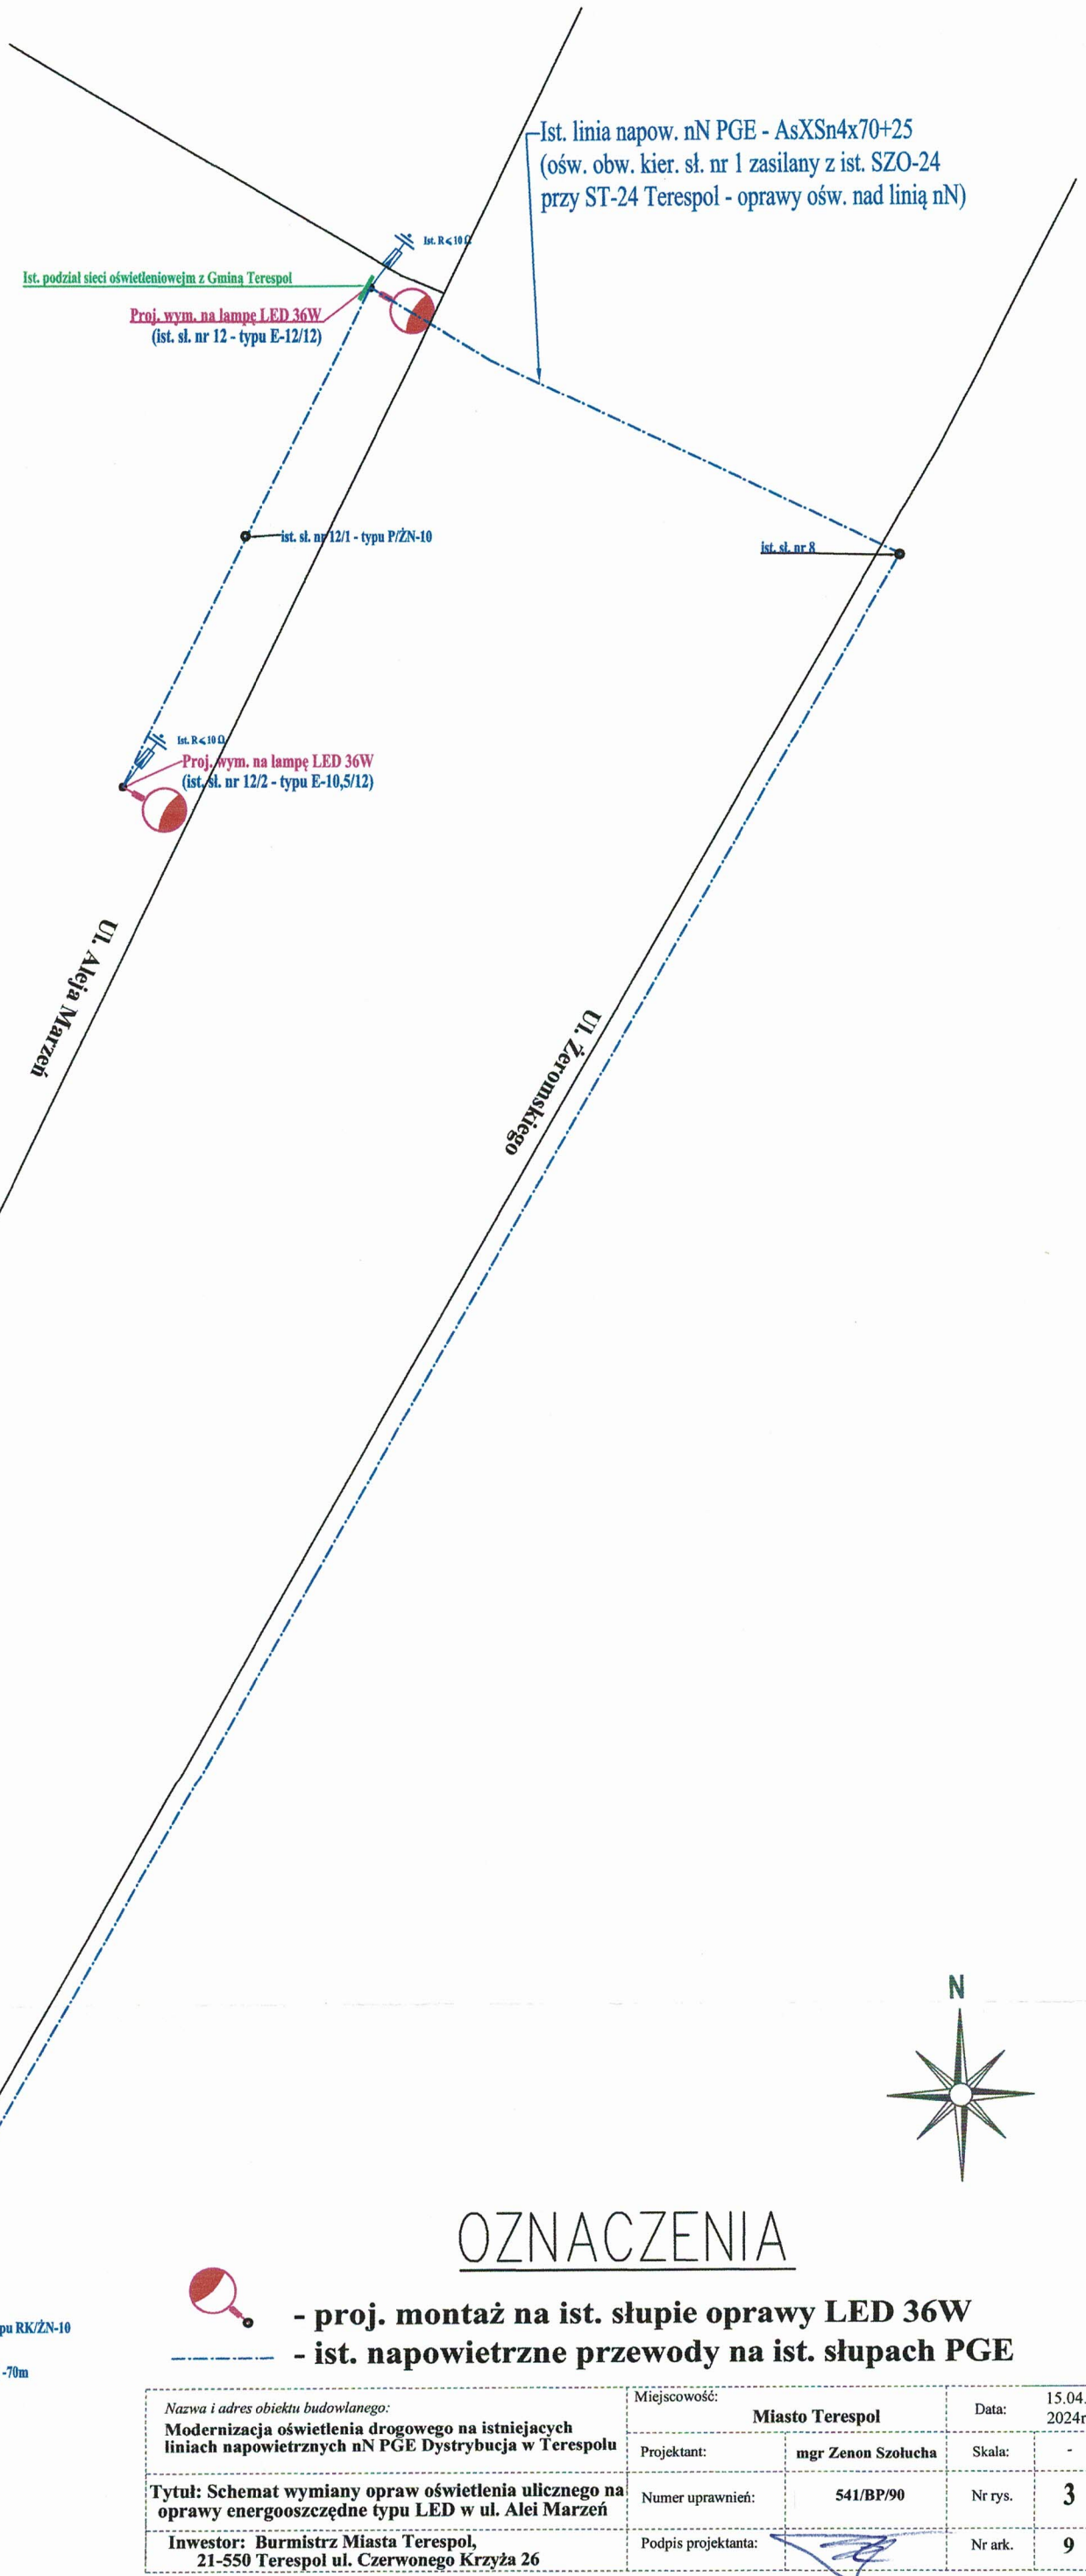 Ist. linia napow. nN PGE - AsXSn4x70+25
(ośw. obw. kier. sł. nr 1 zasilany z ist. SZO-24
przy ST-24 Terespol - oprawy ośw. nad linią nN)
Ist. R⩽10 Ω
Ist. podział sieci oświetleniowejm z Gminą Terespol
Proj. wym. na lampę LED 36W
(ist. sł. nr 12 - typu E-12/12)
ist. sł. nr 12/1 - typu P/ŻN-10
ist. sł. nr 8
Ist. R⩽10 Ω
Proj. wym. na lampę LED 36W
(ist. sł. nr 12/2 - typu E-10,5/12)
Ul. Aleja Marzeń
Ul. Żeromskiego
N
OZNACZENIA
- proj. montaż na ist. słupie oprawy LED 36W
- ist. napowietrzne przewody na ist. słupach PGE
pu RK/ŻN-10
-70m
Nazwa i adres obiektu budowlanego:
Modernizacja oświetlenia drogowego na istniejacych
liniach napowietrznych nN PGE Dystrybucja w Terespolu
Miejscowość:
Miasto Terespol
Data:
15.04.
2024r
Projektant:
mgr Zenon Szołucha
Skala:
-
Tytuł: Schemat wymiany opraw oświetlenia ulicznego na
oprawy energooszczędne typu LED w ul. Alei Marzeń
Numer uprawnień:
541/BP/90
Nr rys.
3
Inwestor: Burmistrz Miasta Terespol,
21-550 Terespol ul. Czerwonego Krzyża 26
Podpis projektanta:
Nr ark.
9